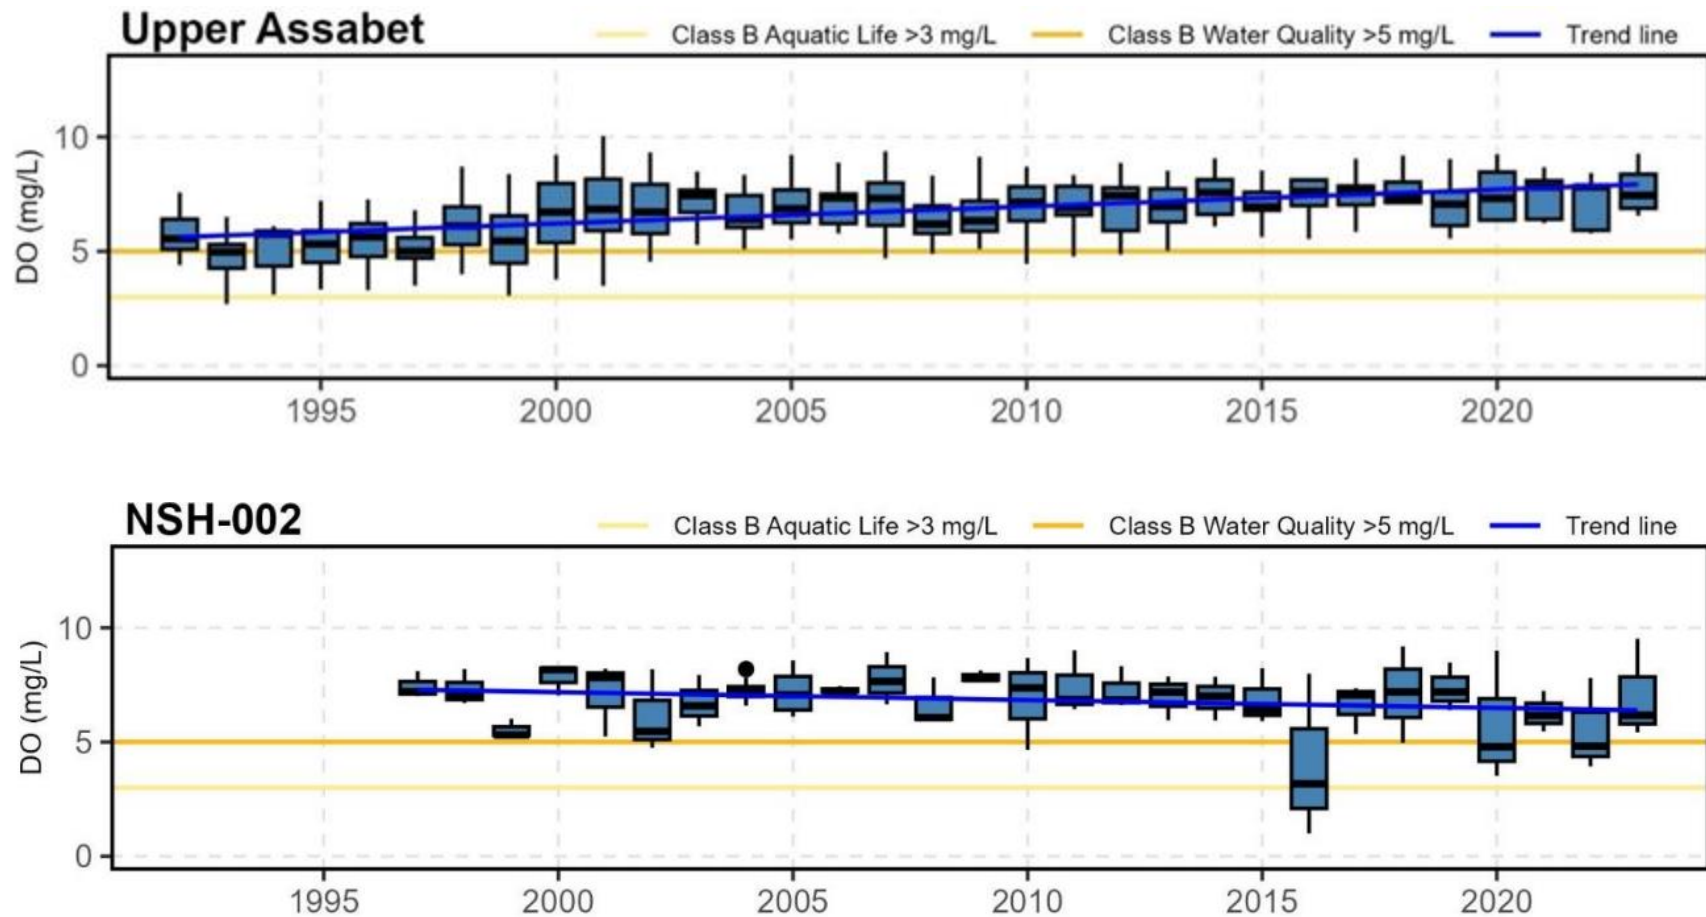 Upper Assabet
Class B Aquatic Life >3 mg/L Class B Water Quality >5 mg/L Trend line
DO (mg/L)
10
5
0
1995 2000 2005 2010 2015 2020
NSH-002
Class B Aquatic Life >3 mg/L Class B Water Quality >5 mg/L Trend line
DO (mg/L)
10
5
0
1995 2000 2005 2010 2015 2020